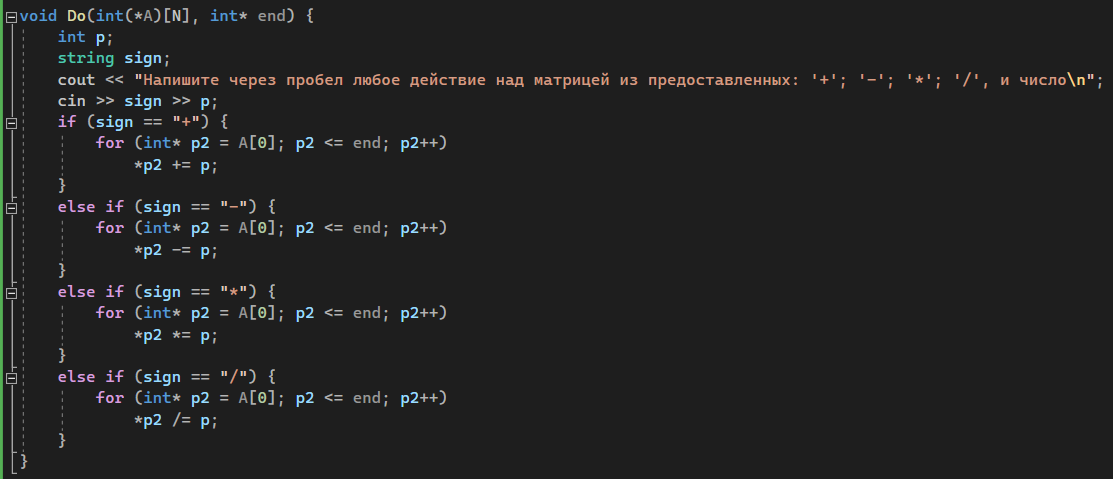 void Do(int(*A)[N], int* end) {
    int p;
    string sign;
    cout << "Напишите через пробел любое действие над матрицей из предоставленных: '+'; '-'; '*'; '/', и число\n";
    cin >> sign >> p;
    if (sign == "+") {
        for (int* p2 = A[0]; p2 <= end; p2++)
            *p2 += p;
    }
    else if (sign == "-") {
        for (int* p2 = A[0]; p2 <= end; p2++)
            *p2 -= p;
    }
    else if (sign == "*") {
        for (int* p2 = A[0]; p2 <= end; p2++)
            *p2 *= p;
    }
    else if (sign == "/") {
        for (int* p2 = A[0]; p2 <= end; p2++)
            *p2 /= p;
    }
}